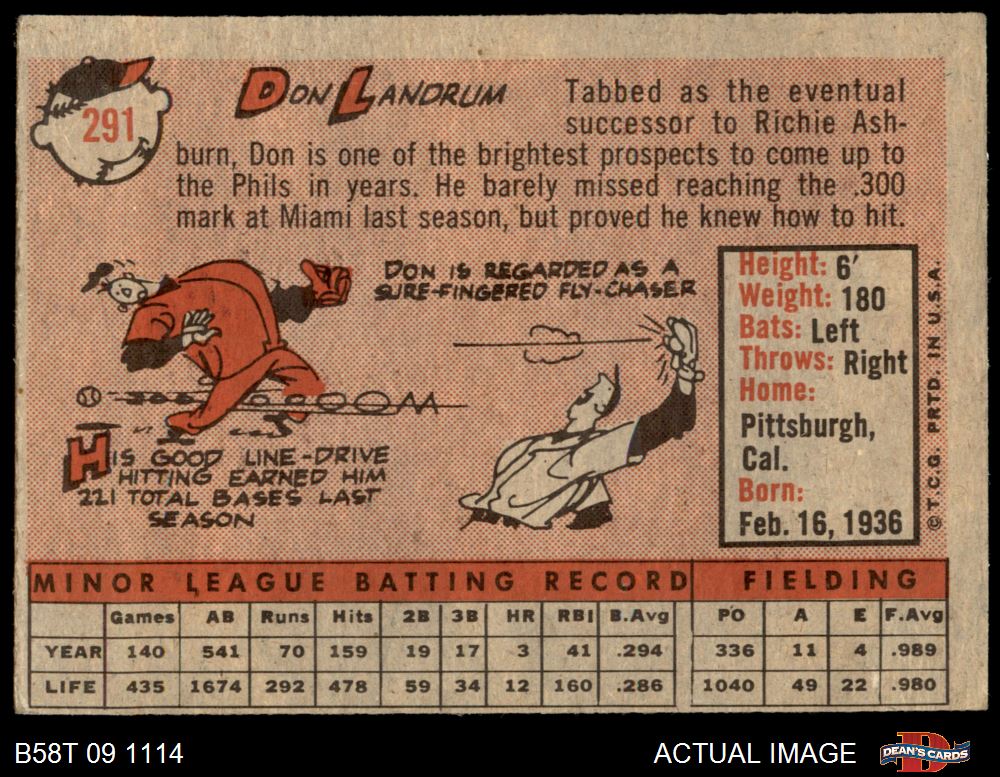 291
DON LANDRUM
Tabbed as the eventual
successor to Richie Ash-
burn, Don is one of the brightest prospects to come up to
the Phils in years. He barely missed reaching the .300
mark at Miami last season, but proved he knew how to hit.
DON IS REGARDED AS A
SURE-FINGERED FLY-CHASER
HIS GOOD LINE-DRIVE
HITTING EARNED HIM
221 TOTAL BASES LAST
SEASON
Height: 6'
Weight: 180
Bats: Left
Throws: Right
Home:
Pittsburgh,
Cal.
Born:
Feb. 16, 1936
©T.C.G. PRTD. IN U.S.A.
MINOR LEAGUE BATTING RECORD FIELDING
Games AB Runs Hits 2B 3B HR RBI B.Avg PO A E F.Avg
YEAR 140 541 70 159 19 17 3 41 .294 336 11 4 .989
LIFE 435 1674 292 478 59 34 12 160 .286 1040 49 22 .980
B58T 09 1114
ACTUAL IMAGE
DEAN'S CARDS